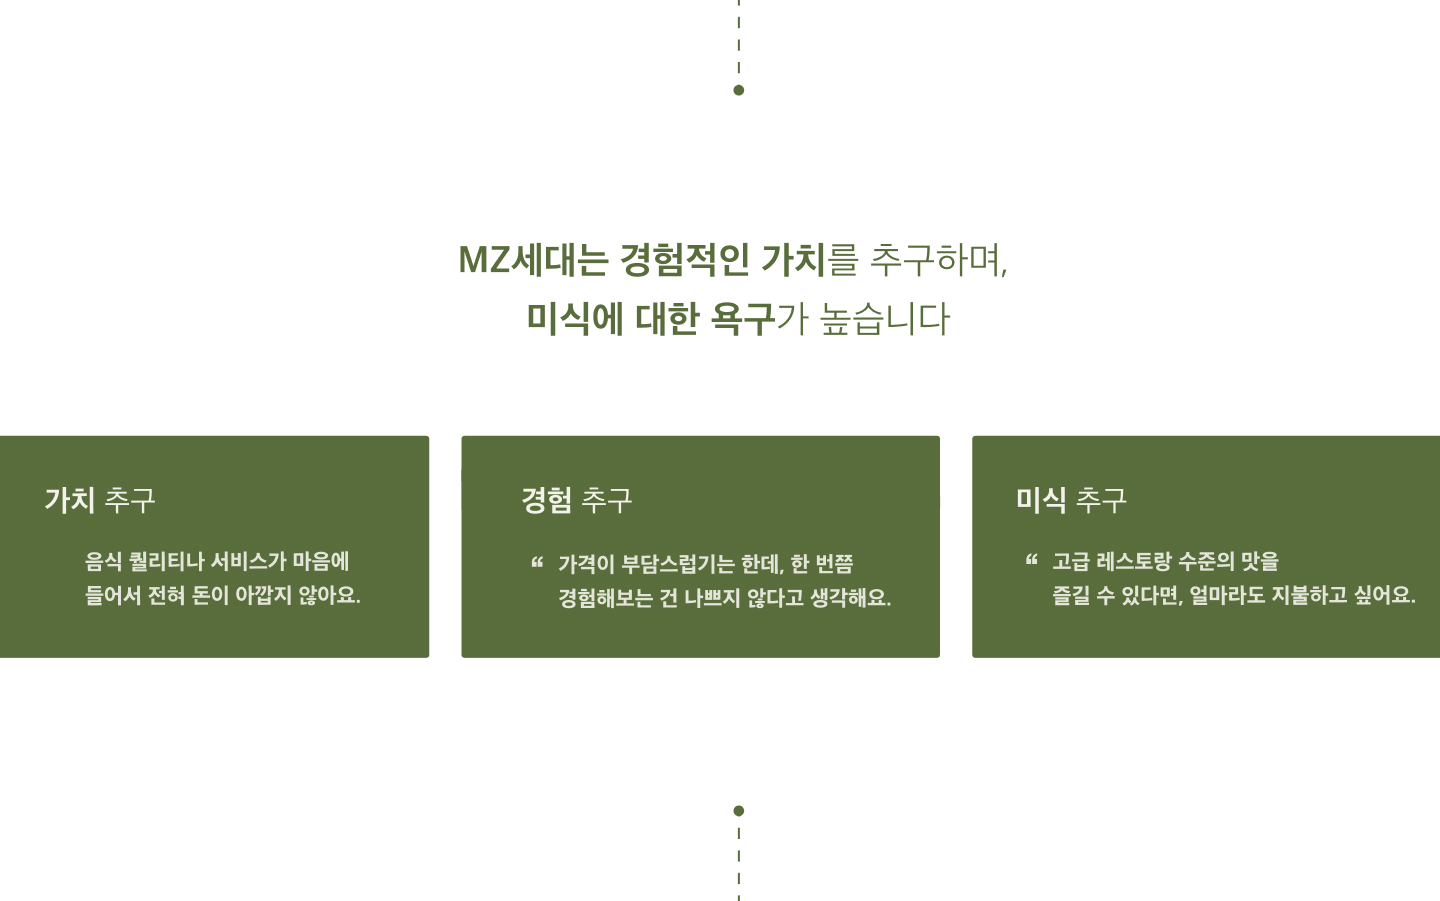 MZ세대는 경험적인 가치를 추구하며,
미식에 대한 욕구가 높습니다
가치 추구
음식 퀄리티나 서비스가 마음에
들어서 전혀 돈이 아깝지 않아요.
경험 추구
“ 가격이 부담스럽기는 한데, 한 번쯤
경험해보는 건 나쁘지 않다고 생각해요.
미식 추구
“ 고급 레스토랑 수준의 맛을
즐길 수 있다면, 얼마라도 지불하고 싶어요.